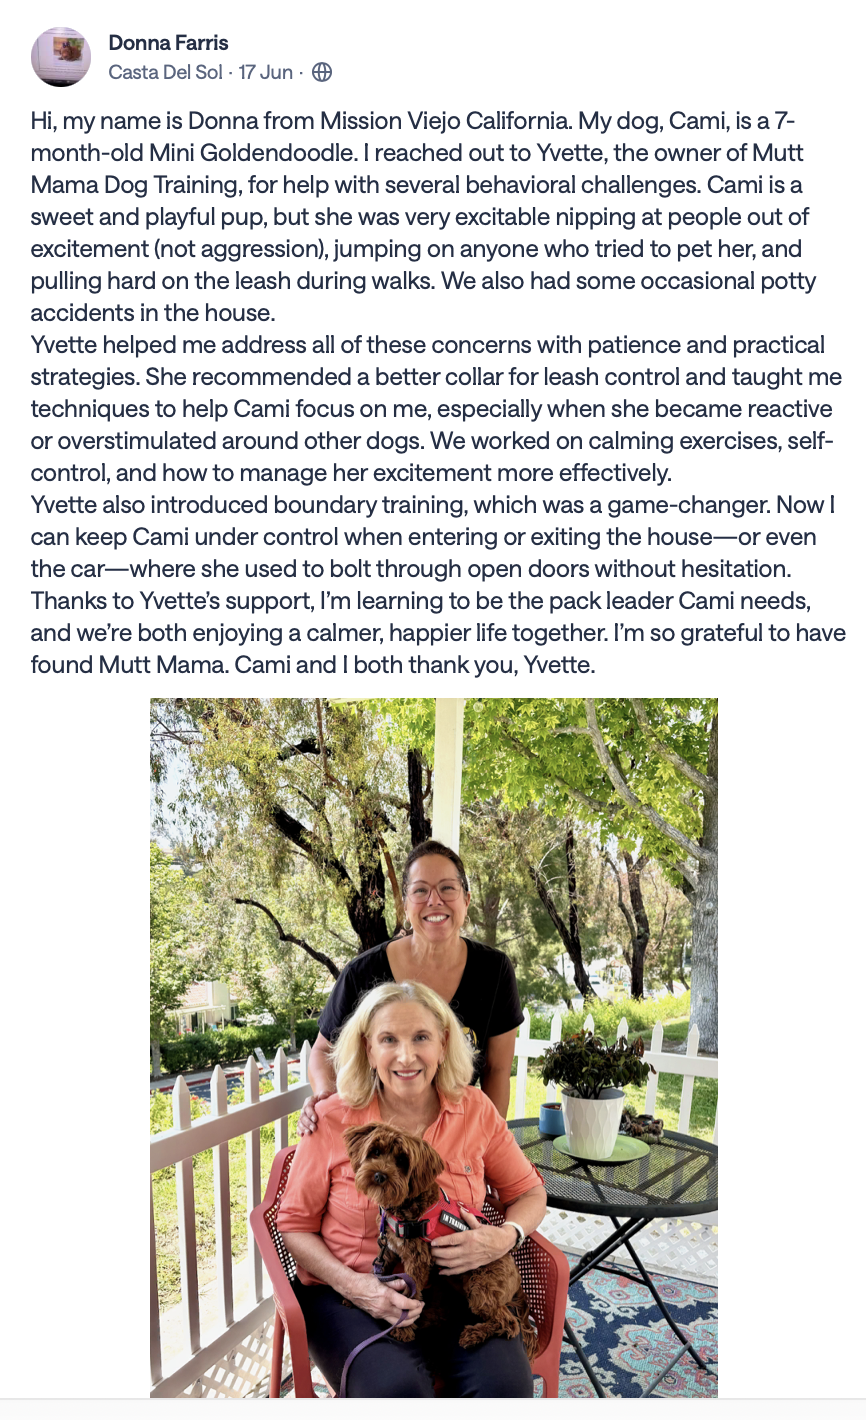 Donna Farris
Casta Del Sol · 17 Jun ·
Hi, my name is Donna from Mission Viejo California. My dog, Cami, is a 7-
month-old Mini Goldendoodle. I reached out to Yvette, the owner of Mutt
Mama Dog Training, for help with several behavioral challenges. Cami is a
sweet and playful pup, but she was very excitable nipping at people out of
excitement (not aggression), jumping on anyone who tried to pet her, and
pulling hard on the leash during walks. We also had some occasional potty
accidents in the house.
Yvette helped me address all of these concerns with patience and practical
strategies. She recommended a better collar for leash control and taught me
techniques to help Cami focus on me, especially when she became reactive
or overstimulated around other dogs. We worked on calming exercises, self-
control, and how to manage her excitement more effectively.
Yvette also introduced boundary training, which was a game-changer. Now I
can keep Cami under control when entering or exiting the house—or even
the car—where she used to bolt through open doors without hesitation.
Thanks to Yvette’s support, I’m learning to be the pack leader Cami needs,
and we’re both enjoying a calmer, happier life together. I’m so grateful to have
found Mutt Mama. Cami and I both thank you, Yvette.
IN